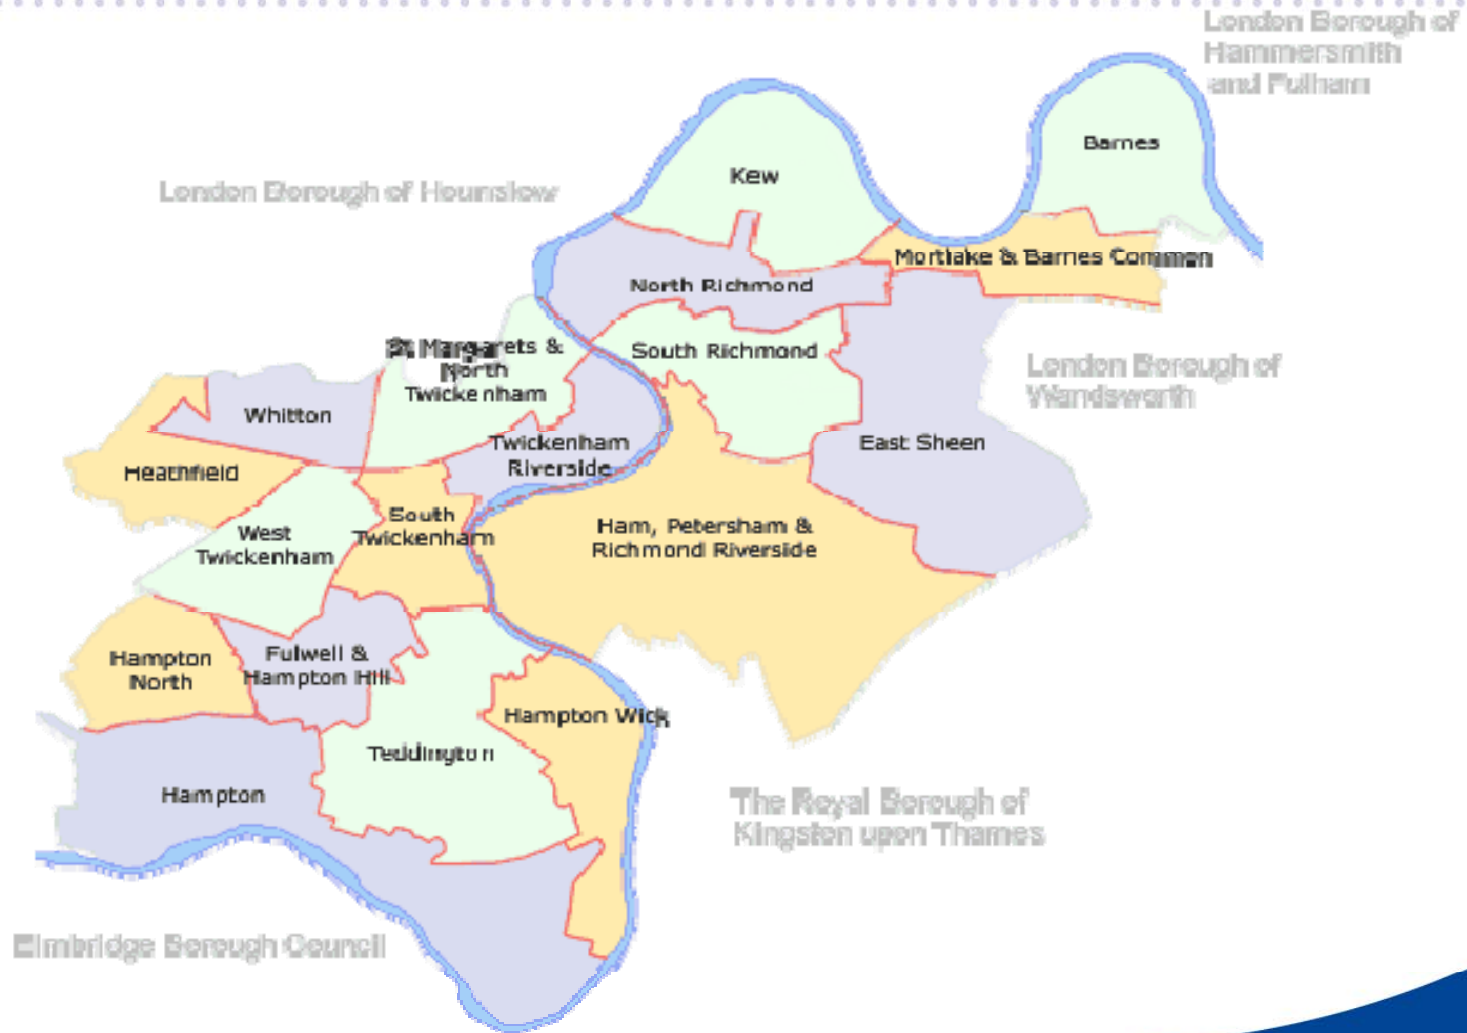 London Borough of
Hammersmith
and Fulham
Barnes
Kew
London Borough of Hounslow
Mortlake & Barnes Common
North Richmond
St Margarets &
North
Twickenham
South Richmond
London Borough of
Wandsworth
Whitton
Twickenham
Riverside
East Sheen
Heathfield
South
Twickenham
West
Twickenham
Ham, Petersham &
Richmond Riverside
Hampton
North
Fulwell &
Hampton Hill
Hampton Wick
Teddington
Hampton
The Royal Borough of
Kingston upon Thames
Elmbridge Borough Council